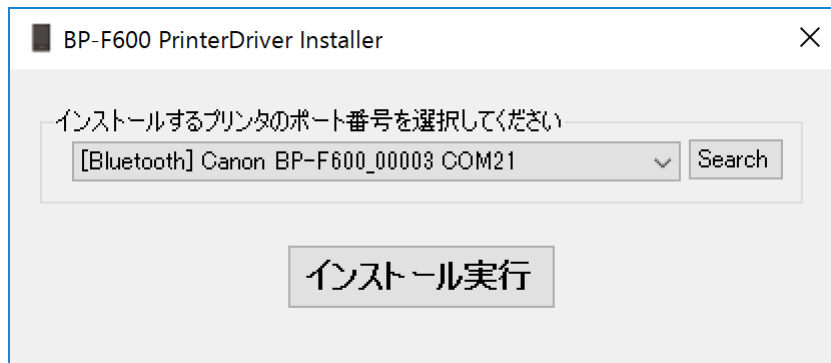 BP-F600 PrinterDriver Installer
インストールするプリンタのポート番号を選択してください
[Bluetooth] Canon BP-F600_00003 COM21
Search
インストール実行